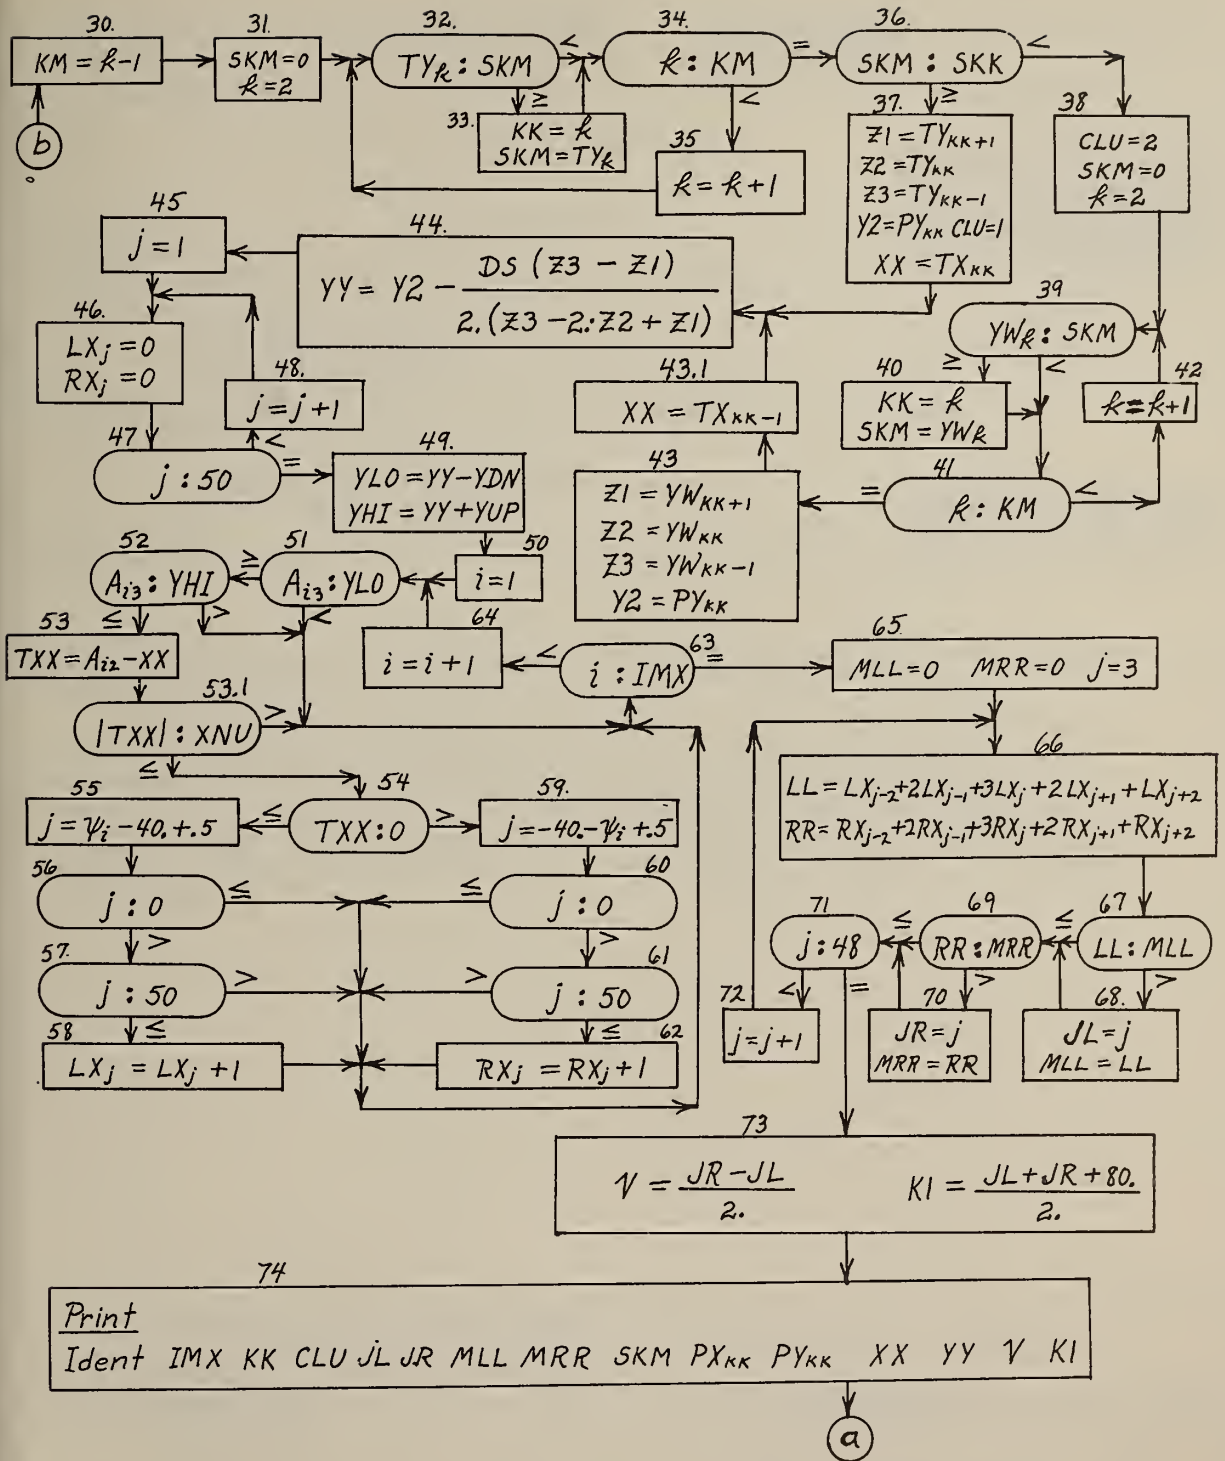 30.
KM = k-1
b
31.
SKM=0
k=2
32.
TYk : SKM
<
≥
33.
KK = k
SKM=TYk
34.
k : KM
=
<
35
k = k+1
36.
SKM : SKK
<
≥
37.
Z1 = TYKK+1
Z2 = TYKK
Z3 = TYKK-1
Y2=PYKK CLU=1
XX = TXKK
38
CLU=2
SKM=0
k=2
39
YWk : SKM
≥
<
40
KK = k
SKM = YWk
41
k : KM
=
<
42
k = k+1
43
Z1 = YWKK+1
Z2 = YWKK
Z3 = YWKK-1
Y2 = PYKK
43.1
XX = TXKK-1
44.
YY = Y2 - DS (Z3 - Z1)
2.(Z3 -2.·Z2 + Z1)
45
j = 1
46.
LXj = 0
RXj = 0
47
j : 50
<
=
48.
j = j+1
49.
YLO = YY-YDN
YHI = YY+YUP
50
i = 1
51
Ai3 : YLO
≥
<
52
Ai3 : YHI
≤
>
53
TXX = Ai2-XX
53.1
|TXX| : XNU
>
≤
54
TXX : 0
≤
>
55
j = ψi -40.+.5
56
j : 0
≤
>
57.
j : 50
>
≤
58
LXj = LXj +1
59.
j = -40.-ψi +.5
60
j : 0
≤
>
61
j : 50
>
≤
62
RXj = RXj +1
63
i : IMX
<
=
64
i = i+1
65.
MLL=0 MRR=0 j=3
66
LL = LXj-2+2LXj-1+3LXj+2LXj+1+LXj+2
RR = RXj-2+2RXj-1+3RXj+2RXj+1+RXj+2
67
LL : MLL
≤
>
68.
JL = j
MLL = LL
69
RR : MRR
≤
>
70
JR = j
MRR = RR
71
j : 48
<
=
72
j=j+1
73
V = JR-JL
2.
KI = JL+JR+80.
2.
74
Print
Ident IMX KK CLU JL JR MLL MRR SKM PXKK PYKK XX YY V KI
a